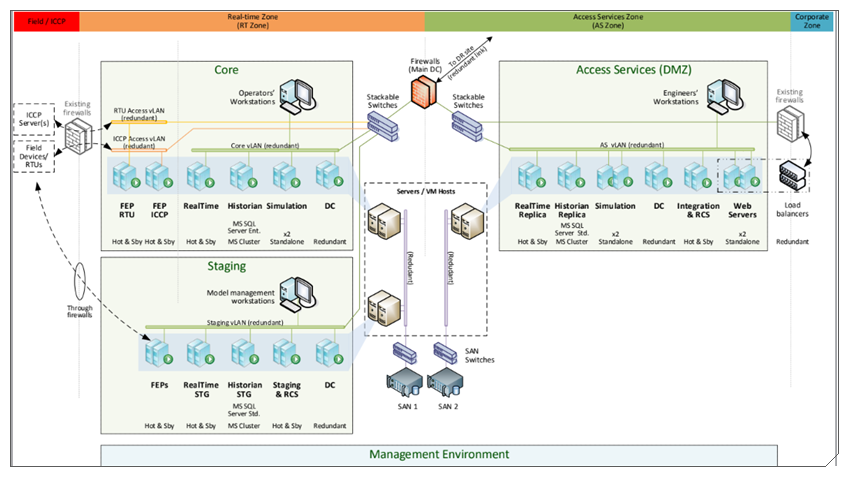 Field / ICCP
Real-time Zone
(RT Zone)
Access Services Zone
(AS Zone)
Corporate
Zone
Core
Operators'
Workstations
Firewalls
(Main DC)
To DR site
(redundant link)
Access Services (DMZ)
Engineers'
Workstations
Stackable
Switches
Stackable
Switches
ICCP
Server(s)
Field
Devices/
RTUs
Existing
firewalls
RTU Access vLAN
(redundant)
ICCP Access vLAN
(redundant)
Core vLAN (redundant)
AS vLAN (redundant)
Existing
firewalls
FEP
RTU
Hot & Sby
FEP
ICCP
Hot & Sby
RealTime
Hot & Sby
Historian
MS SQL
Server Ent.
MS Cluster
Simulation
x2
Standalone
DC
Redundant
Servers / VM Hosts
(Redundant)
(Redundant)
RealTime
Replica
Hot & Sby
Historian
Replica
MS SQL
Server Std.
MS Cluster
Simulation
x2
Standalone
DC
Redundant
Integration
& RCS
Hot & Sby
Web
Servers
x2
Standalone
Load
balancers
Redundant
Staging
Model management
workstations
Staging vLAN (redundant)
Through
firewalls
FEPs
Hot & Sby
RealTime
STG
Hot & Sby
Historian
STG
MS SQL
Server Std.
MS Cluster
Staging
& RCS
Hot & Sby
DC
Redundant
SAN
Switches
SAN 1
SAN 2
Management Environment